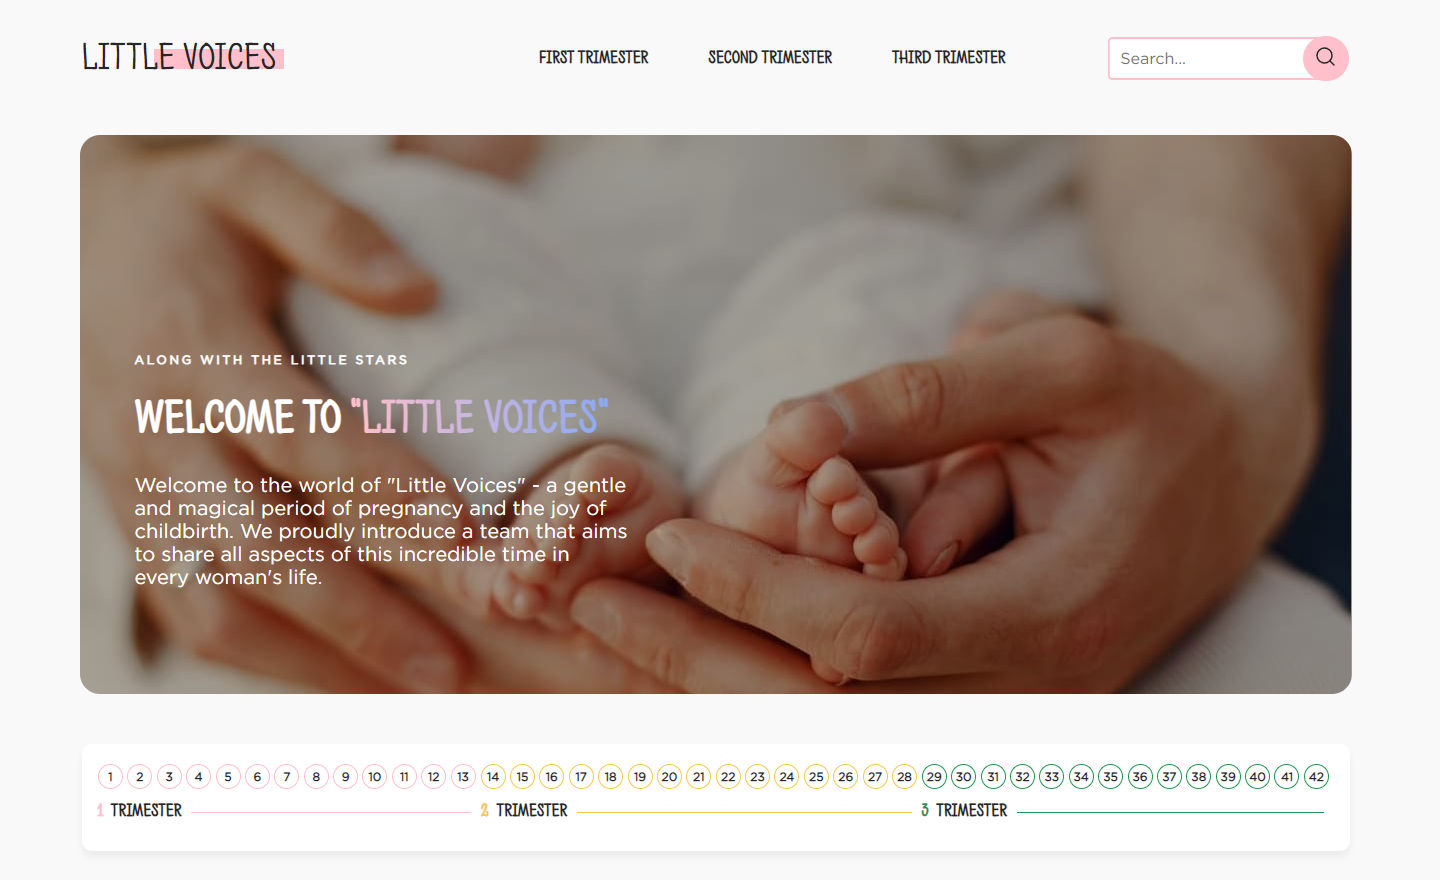 LITTLE VOICES
FIRST TRIMESTER SECOND TRIMESTER THIRD TRIMESTER
Search...
ALONG WITH THE LITTLE STARS
WELCOME TO "LITTLE VOICES"
Welcome to the world of "Little Voices" - a gentle
and magical period of pregnancy and the joy of
childbirth. We proudly introduce a team that aims
to share all aspects of this incredible time in
every woman's life.
1 2 3 4 5 6 7 8 9 10 11 12 13 14 15 16 17 18 19 20 21 22 23 24 25 26 27 28 29 30 31 32 33 34 35 36 37 38 39 40 41 42
1 TRIMESTER 2 TRIMESTER 3 TRIMESTER